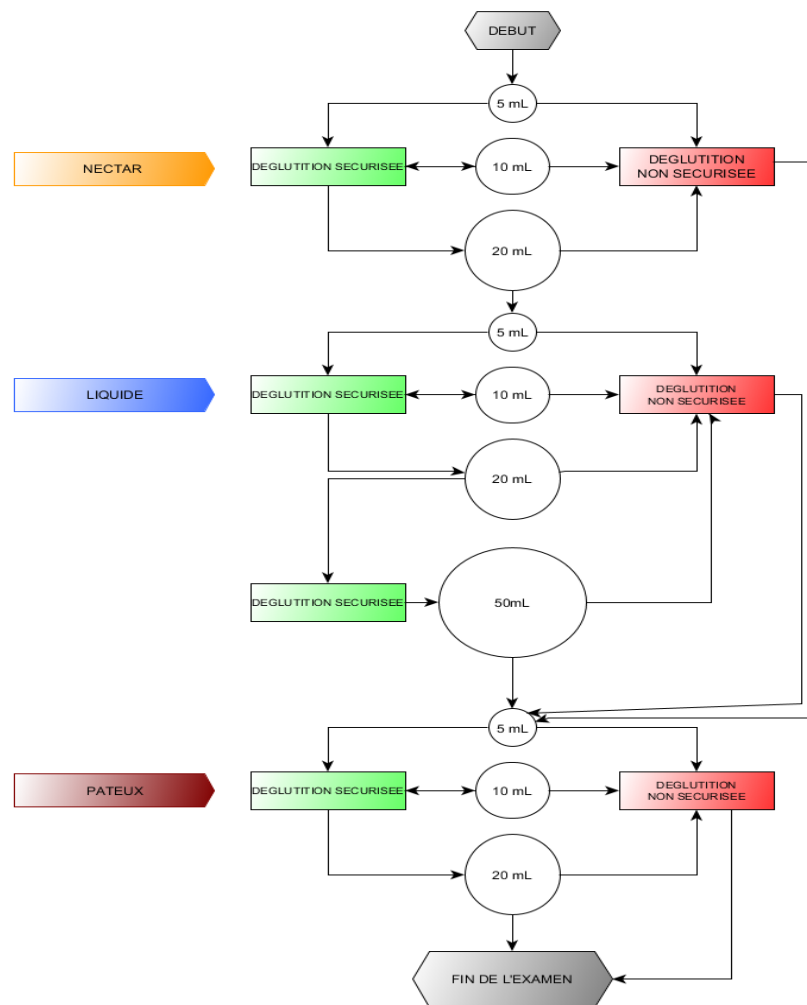 DEBUT
5 mL
NECTAR
DEGLUTITION SECURISEE
10 mL
DEGLUTITION
NON SECURISEE
20 mL
5 mL
LIQUIDE
DEGLUTITION SECURISEE
10 mL
DEGLUTITION
NON SECURISEE
20 mL
DEGLUTITION SECURISEE
50mL
5 mL
PATEUX
DEGLUTITION SECURISEE
10 mL
DEGLUTITION
NON SECURISEE
20 mL
FIN DE L'EXAMEN